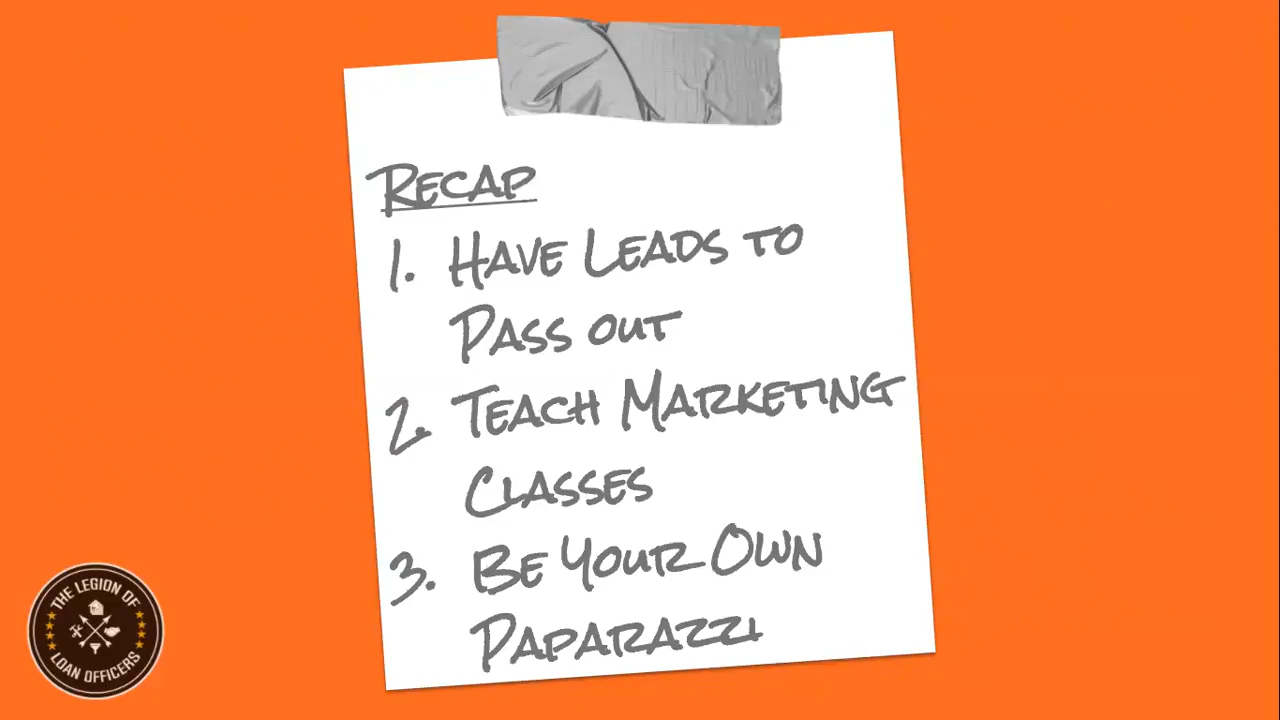 Recap
1. Have Leads to
Pass out
2. Teach Marketing
Classes
3. Be Your Own
Paparazzi
THE LEGION OF
LOAN OFFICERS